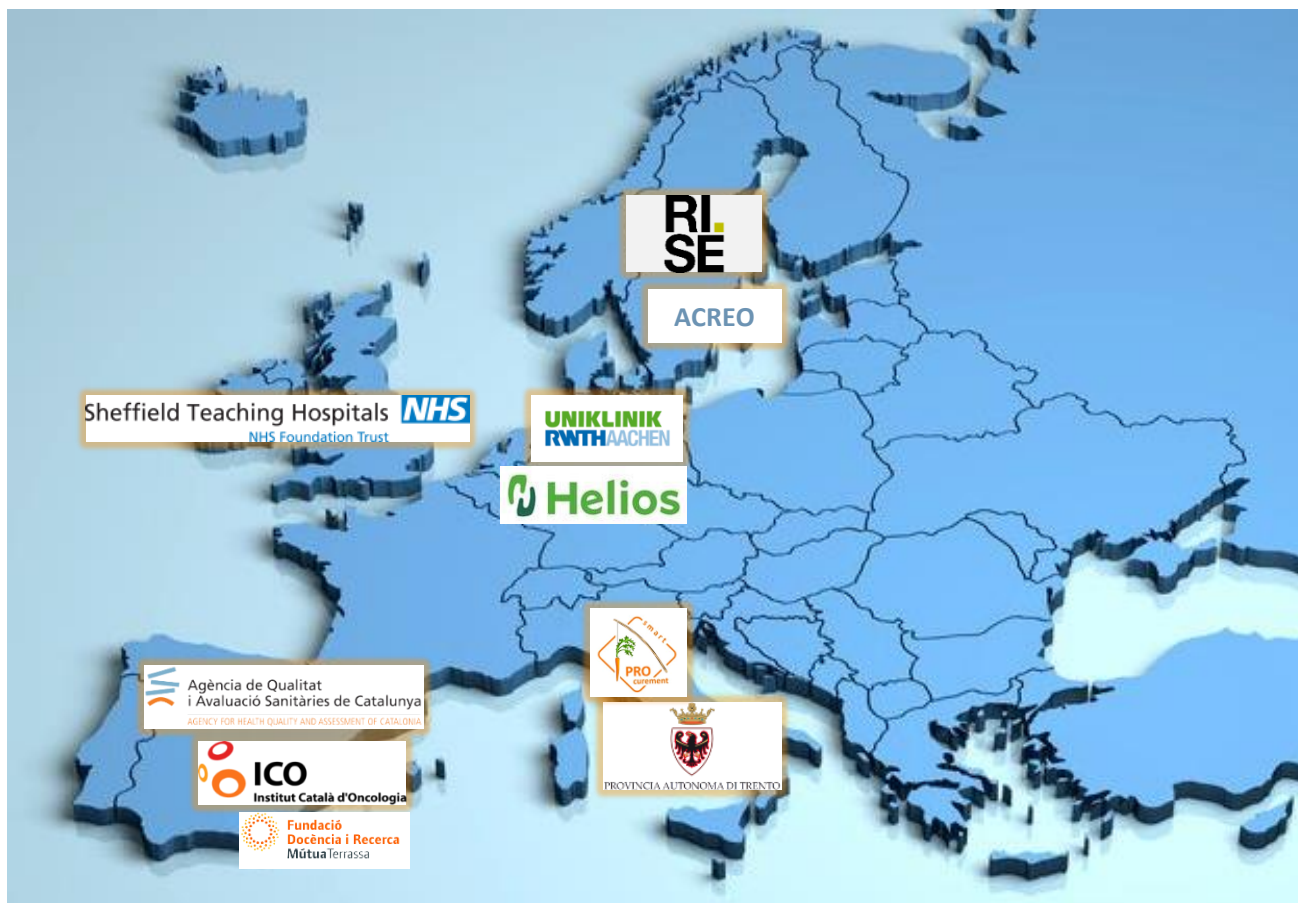 RI.
SE
ACREO
Sheffield Teaching Hospitals NHS
NHS Foundation Trust
UNIKLINIK
RWTHAACHEN
Helios
smart
PRO
curement
Agència de Qualitat
i Avaluació Sanitàries de Catalunya
AGENCY FOR HEALTH QUALITY AND ASSESSMENT OF CATALONIA
PROVINCIA AUTONOMA DI TRENTO
ICO
Institut Català d'Oncologia
Fundació
Docència i Recerca
MútuaTerrassa